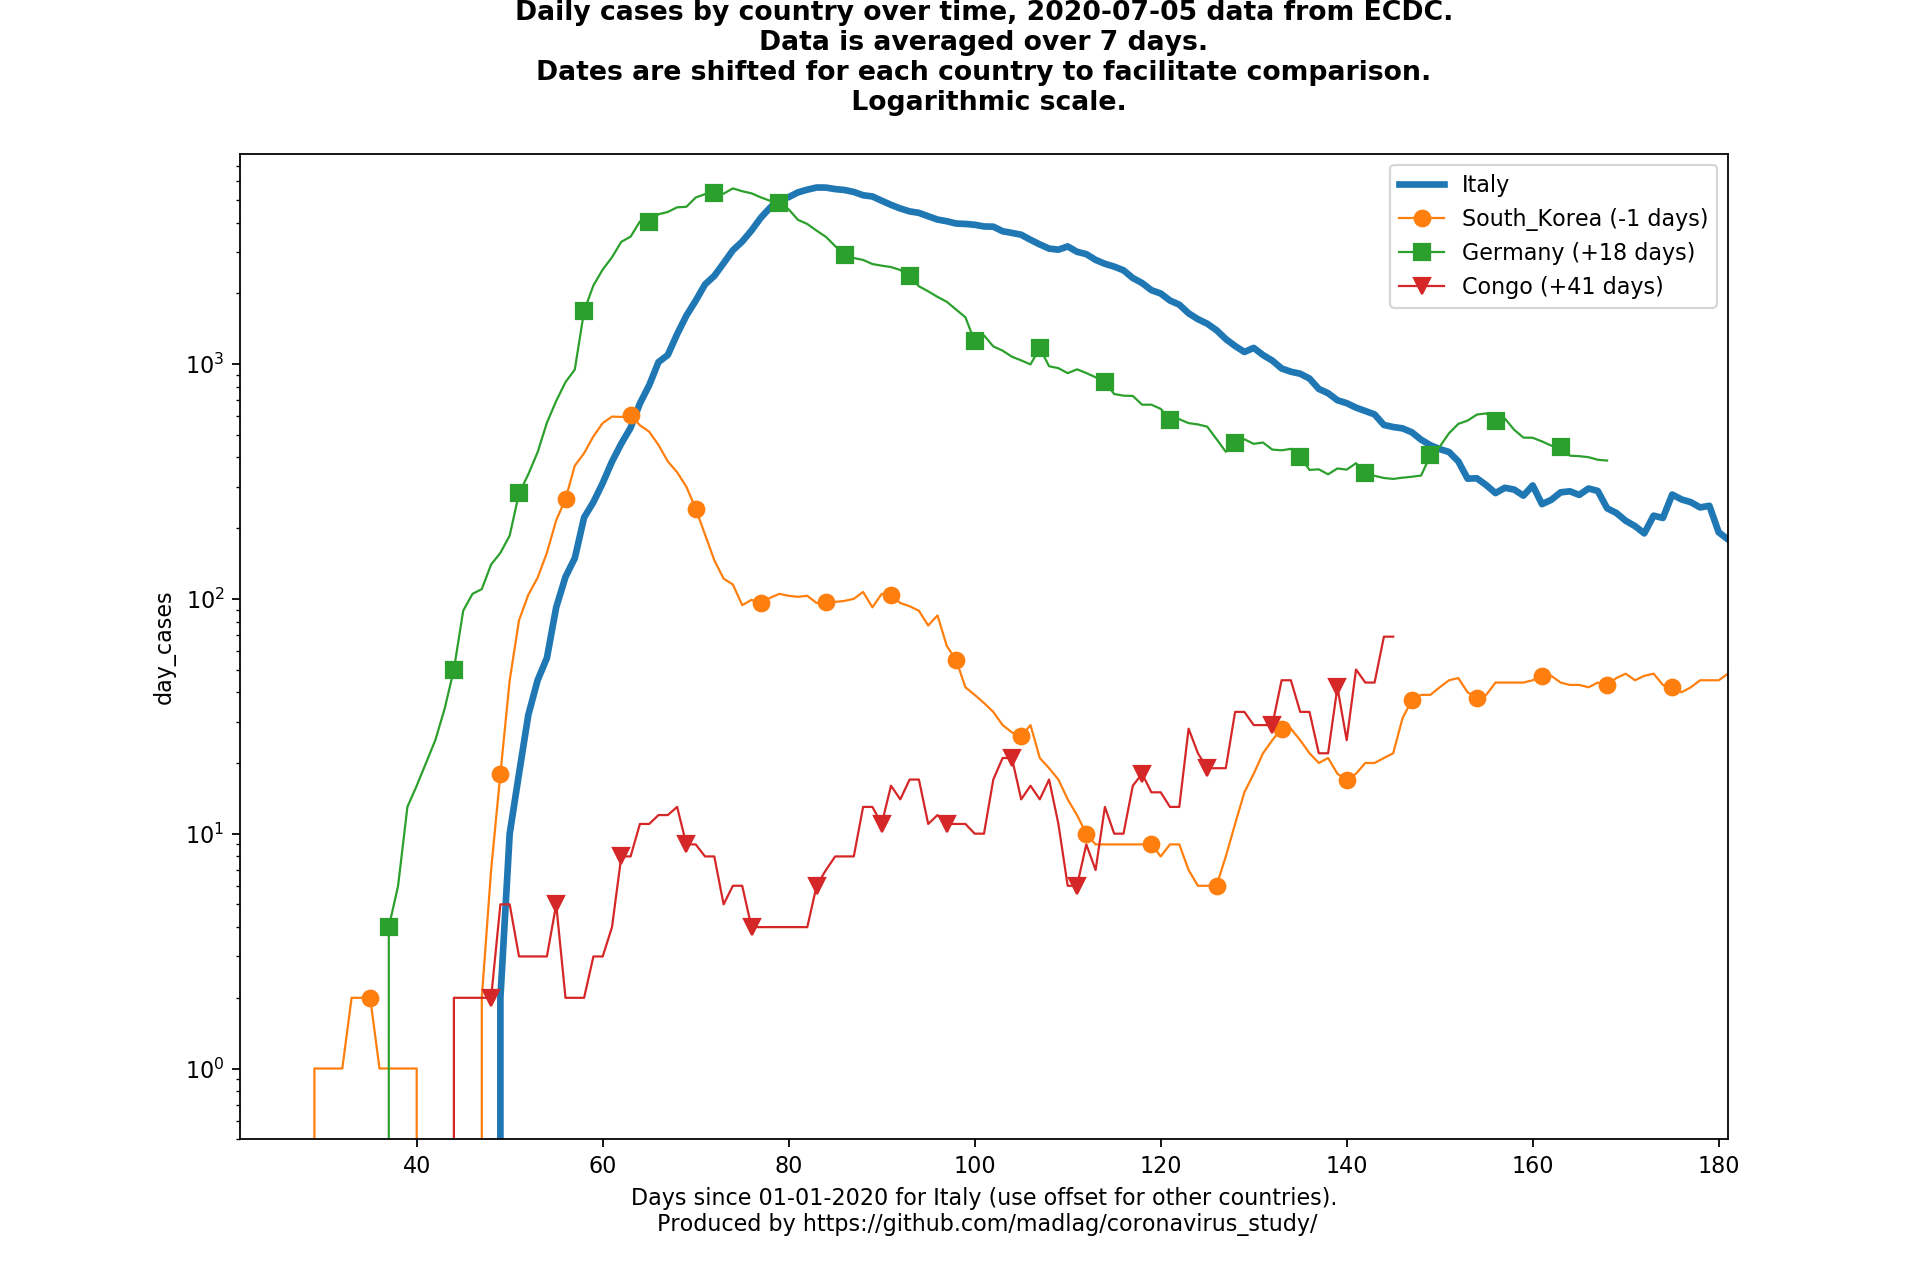 Daily cases by country over time, 2020-07-05 data from ECDC.
Data is averaged over 7 days.
Dates are shifted for each country to facilitate comparison.
Logarithmic scale.
Italy
South_Korea (-1 days)
Germany (+18 days)
Congo (+41 days)
day_cases
10³
10²
10¹
10⁰
40 60 80 100 120 140 160 180
Days since 01-01-2020 for Italy (use offset for other countries).
Produced by https://github.com/madlag/coronavirus_study/